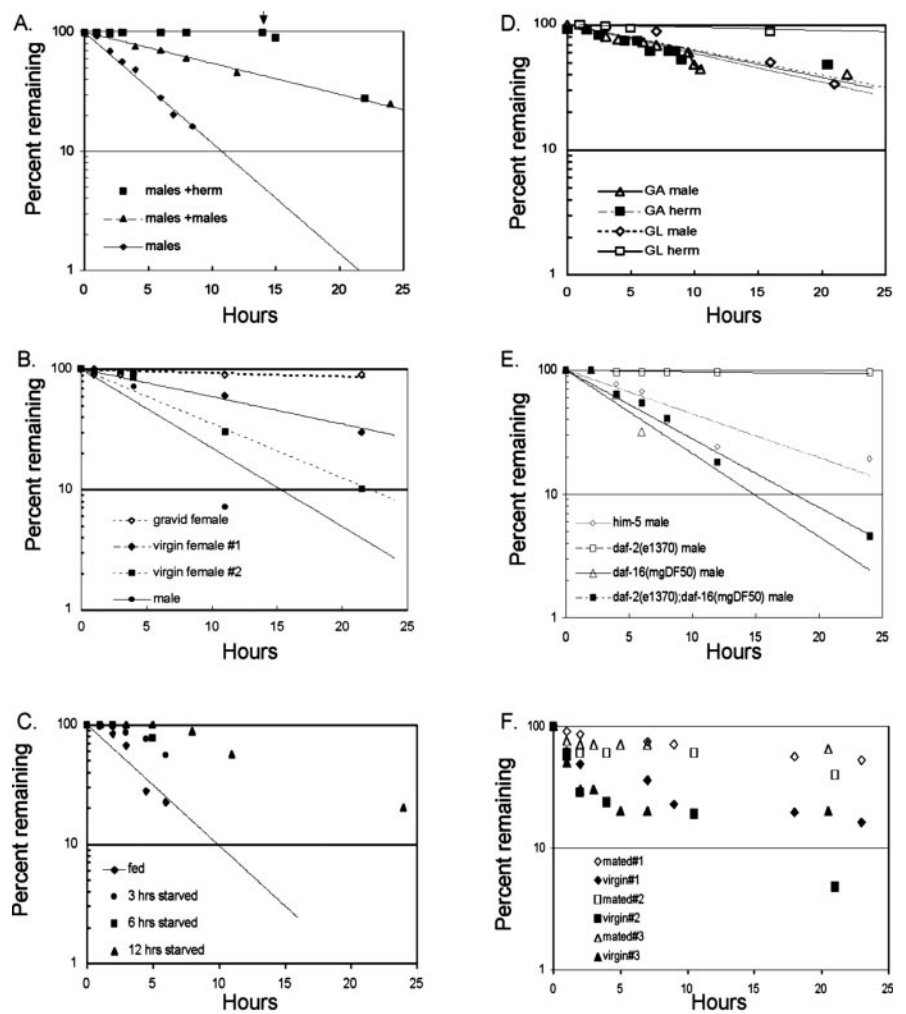 A.
Percent remaining
100
10
1
males +herm
males +males
males
0 5 10 15 20 25
Hours
B.
Percent remaining
100
10
1
gravid female
virgin female #1
virgin female #2
male
0 5 10 15 20 25
Hours
C.
Percent remaining
100
10
1
fed
3 hrs starved
6 hrs starved
12 hrs starved
0 5 10 15 20 25
Hours
D.
Percent remaining
100
10
1
GA male
GA herm
GL male
GL herm
0 5 10 15 20 25
Hours
E.
Percent remaining
100
10
1
him-5 male
daf-2(e1370) male
daf-16(mgDF50) male
daf-2(e1370);daf-16(mgDF50) male
0 5 10 15 20 25
Hours
F.
Percent remaining
100
10
1
mated#1
virgin#1
mated#2
virgin#2
mated#3
virgin#3
0 5 10 15 20 25
Hours